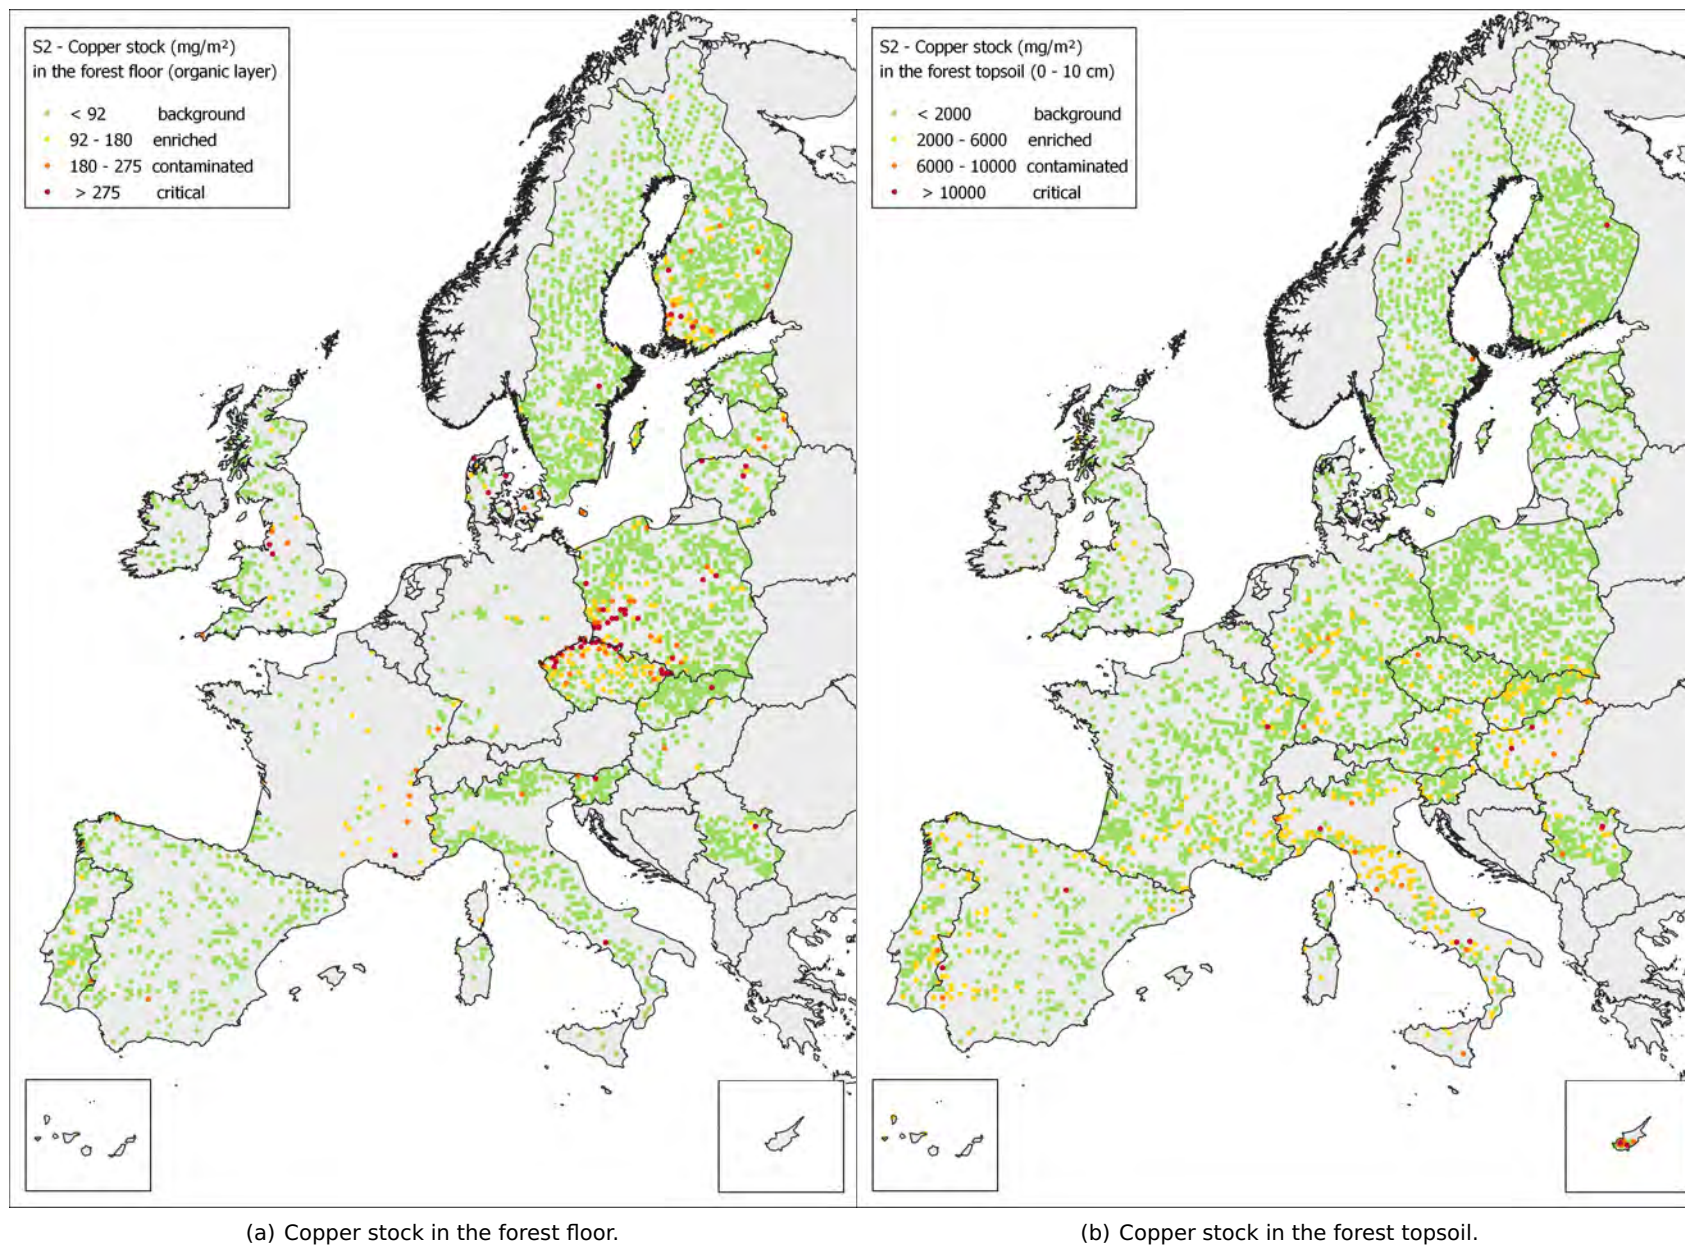 S2 - Copper stock (mg/m²)
in the forest floor (organic layer)
< 92 background
92 - 180 enriched
180 - 275 contaminated
> 275 critical
S2 - Copper stock (mg/m²)
in the forest topsoil (0 - 10 cm)
< 2000 background
2000 - 6000 enriched
6000 - 10000 contaminated
> 10000 critical
(a) Copper stock in the forest floor.
(b) Copper stock in the forest topsoil.